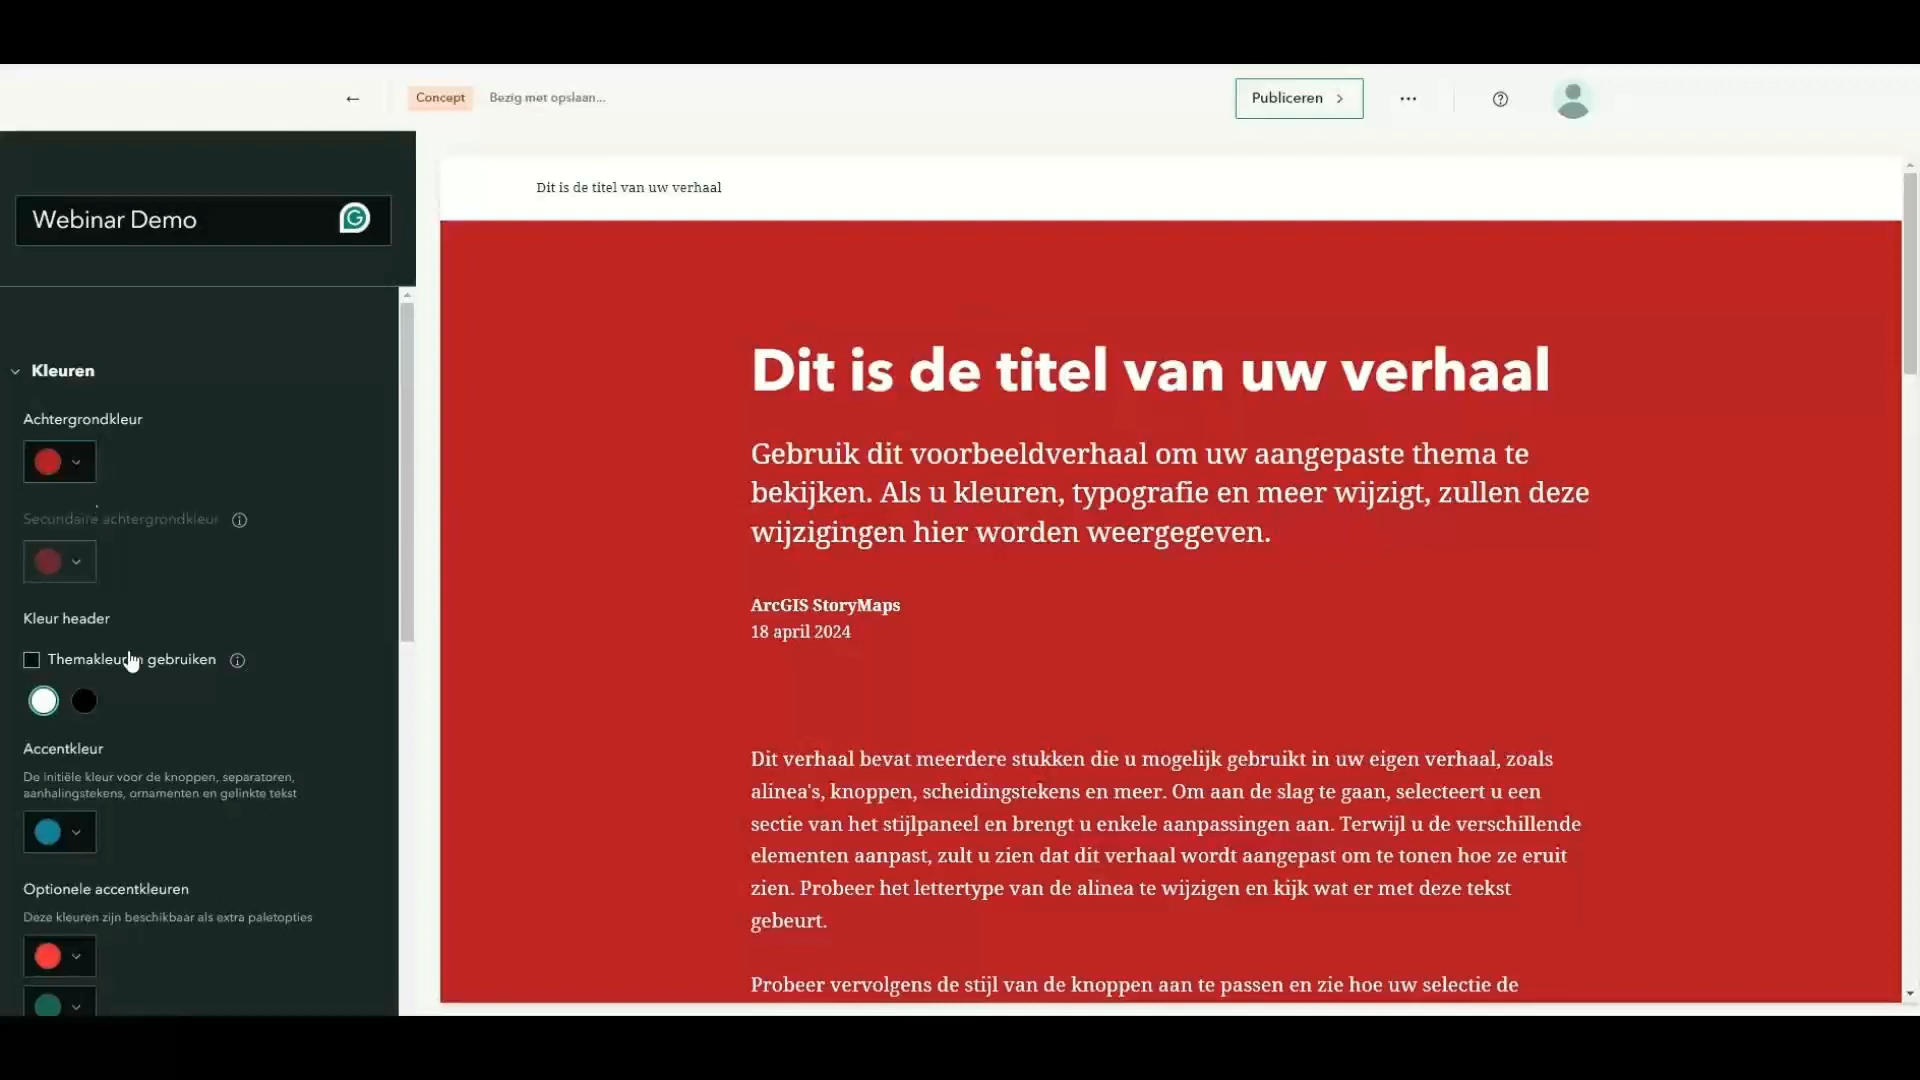 Concept
Bezig met opslaan...
Publiceren
Webinar Demo
Kleuren
Achtergrondkleur
Secundaire achtergrondkleur
Kleur header
Themakleuren gebruiken
Accentkleur
De initiële kleur voor de knoppen, separatoren,
aanhalingstekens, ornamenten en gelinkte tekst
Optionele accentkleuren
Deze kleuren zijn beschikbaar als extra paletopties
Dit is de titel van uw verhaal
Dit is de titel van uw verhaal
Gebruik dit voorbeeldverhaal om uw aangepaste thema te
bekijken. Als u kleuren, typografie en meer wijzigt, zullen deze
wijzigingen hier worden weergegeven.
ArcGIS StoryMaps
18 april 2024
Dit verhaal bevat meerdere stukken die u mogelijk gebruikt in uw eigen verhaal, zoals
alinea's, knoppen, scheidingstekens en meer. Om aan de slag te gaan, selecteert u een
sectie van het stijlpaneel en brengt u enkele aanpassingen aan. Terwijl u de verschillende
elementen aanpast, zult u zien dat dit verhaal wordt aangepast om te tonen hoe ze eruit
zien. Probeer het lettertype van de alinea te wijzigen en kijk wat er met deze tekst
gebeurt.
Probeer vervolgens de stijl van de knoppen aan te passen en zie hoe uw selectie de